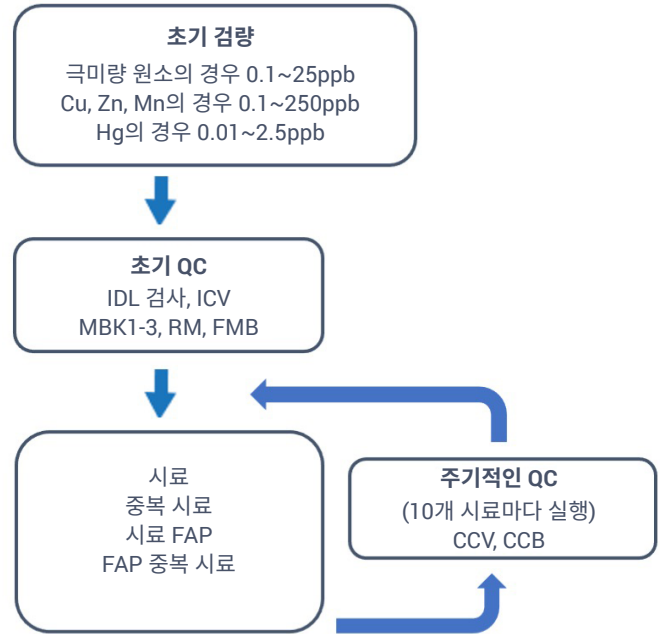 초기 검량
극미량 원소의 경우 0.1~25ppb
Cu, Zn, Mn의 경우 0.1~250ppb
Hg의 경우 0.01~2.5ppb
초기 QC
IDL 검사, ICV
MBK1-3, RM, FMB
시료
중복 시료
시료 FAP
FAP 중복 시료
주기적인 QC
(10개 시료마다 실행)
CCV, CCB